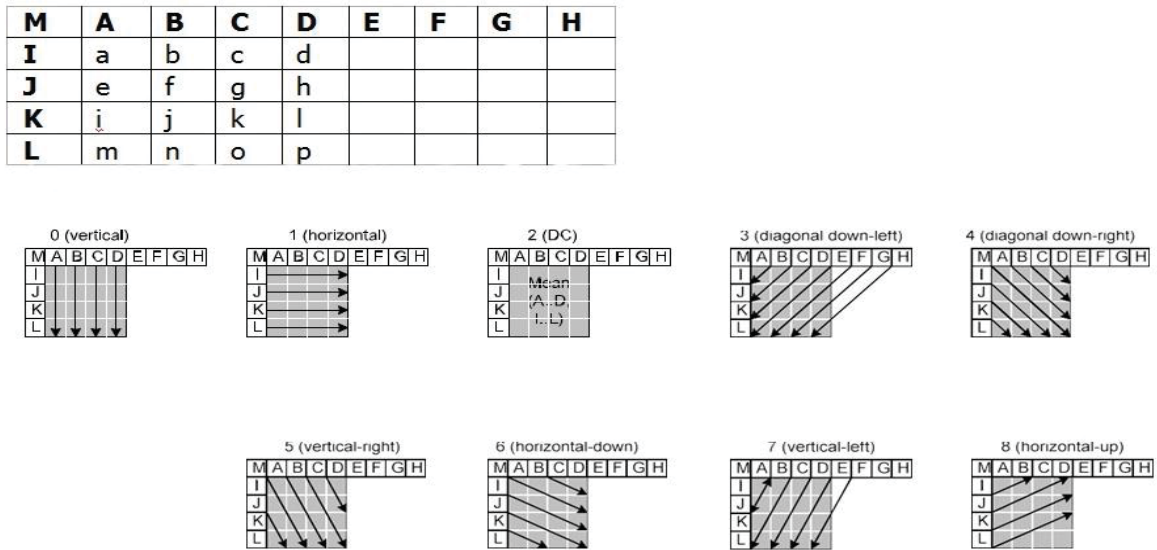 M A B C D E F G H
I a b c d
J e f g h
K i j k l
L m n o p
0 (vertical)
M A B C D E F G H
I
J
K
L
1 (horizontal)
M A B C D E F G H
I
J
K
L
2 (DC)
M A B C D E F G H
I
J
K
L
Mean
(A..D,
I..L)
3 (diagonal down-left)
M A B C D E F G H
I
J
K
L
4 (diagonal down-right)
M A B C D E F G H
I
J
K
L
5 (vertical-right)
M A B C D E F G H
I
J
K
L
6 (horizontal-down)
M A B C D E F G H
I
J
K
L
7 (vertical-left)
M A B C D E F G H
I
J
K
L
8 (horizontal-up)
M A B C D E F G H
I
J
K
L